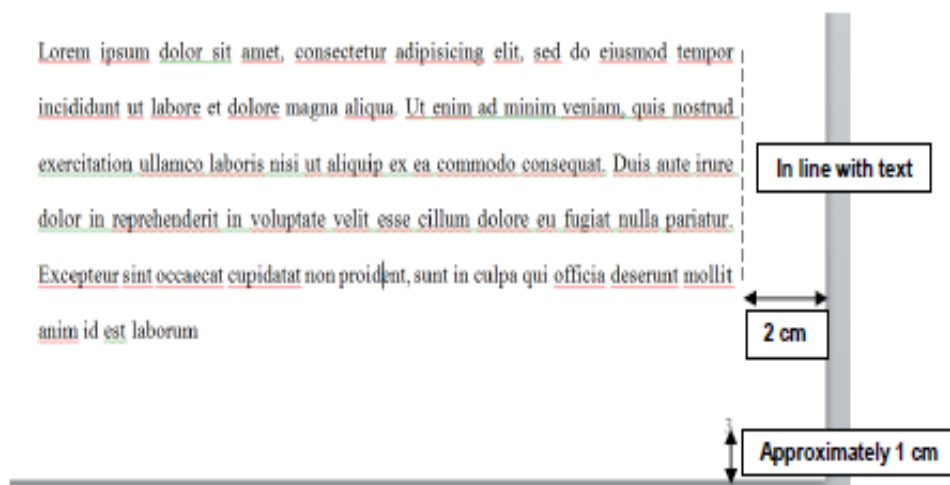 Lorem ipsum dolor sit amet, consectetur adipisicing elit, sed do eiusmod tempor
incididunt ut labore et dolore magna aliqua. Ut enim ad minim veniam, quis nostrud
exercitation ullamco laboris nisi ut aliquip ex ea commodo consequat. Duis aute irure
In line with text
dolor in reprehenderit in voluptate velit esse cillum dolore eu fugiat nulla pariatur.
Excepteur sint occaecat cupidatat non proident, sunt in culpa qui officia deserunt mollit
anim id est laborum
2 cm
Approximately 1 cm